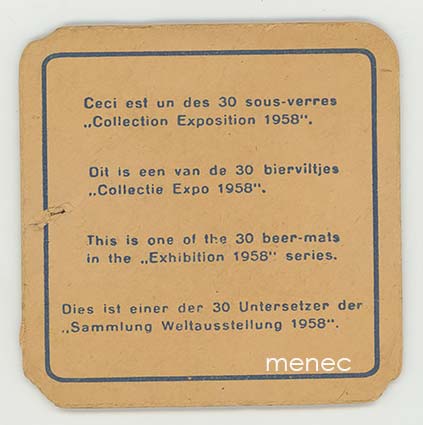 Ceci est un des 30 sous-verres
„Collection Exposition 1958“.
Dit is een van de 30 bierviltjes
„Collectie Expo 1958“.
This is one of the 30 beer-mats
in the „Exhibition 1958“ series.
Dies ist einer der 30 Untersetzer der
„Sammlung Weltausstellung 1958“.
menec